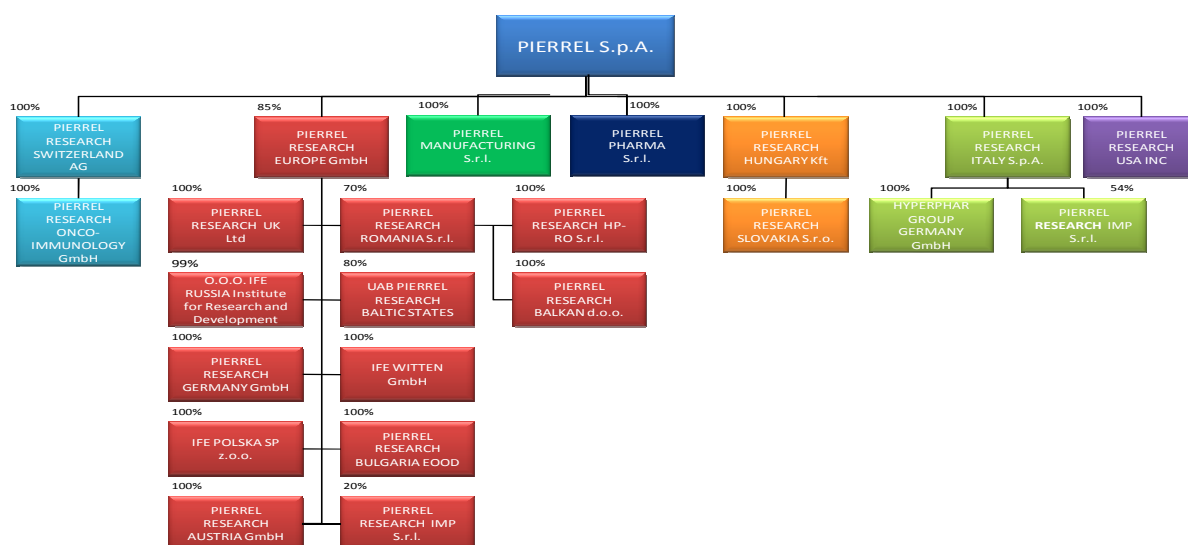 PIERREL S.p.A.
100%
PIERREL
RESEARCH
SWITZERLAND
AG
85%
PIERREL
RESEARCH
EUROPE GmbH
100%
PIERREL
MANUFACTURING
S.r.l.
100%
PIERREL
PHARMA
S.r.l.
100%
PIERREL
RESEARCH
HUNGARY Kft
100%
PIERREL
RESEARCH
ITALY S.p.A.
100%
PIERREL
RESEARCH
USA INC
100%
PIERREL
RESEARCH
ONCO-
IMMUNOLOGY
GmbH
100%
PIERREL
RESEARCH UK
Ltd
70%
PIERREL
RESEARCH
ROMANIA S.r.l.
100%
PIERREL
RESEARCH HP-
RO S.r.l.
100%
PIERREL
RESEARCH
SLOVAKIA S.r.o.
100%
HYPERPHAR
GROUP
GERMANY
GmbH
54%
PIERREL
RESEARCH IMP
S.r.l.
99%
O.O.O. IFE
RUSSIA Institute
for Research and
Development
80%
UAB PIERREL
RESEARCH
BALTIC STATES
100%
PIERREL
RESEARCH
BALKAN d.o.o.
100%
PIERREL
RESEARCH
GERMANY GmbH
100%
IFE WITTEN
GmbH
100%
IFE POLSKA SP
z.o.o.
100%
PIERREL
RESEARCH
BULGARIA EOOD
100%
PIERREL
RESEARCH
AUSTRIA GmbH
20%
PIERREL
RESEARCH IMP
S.r.l.